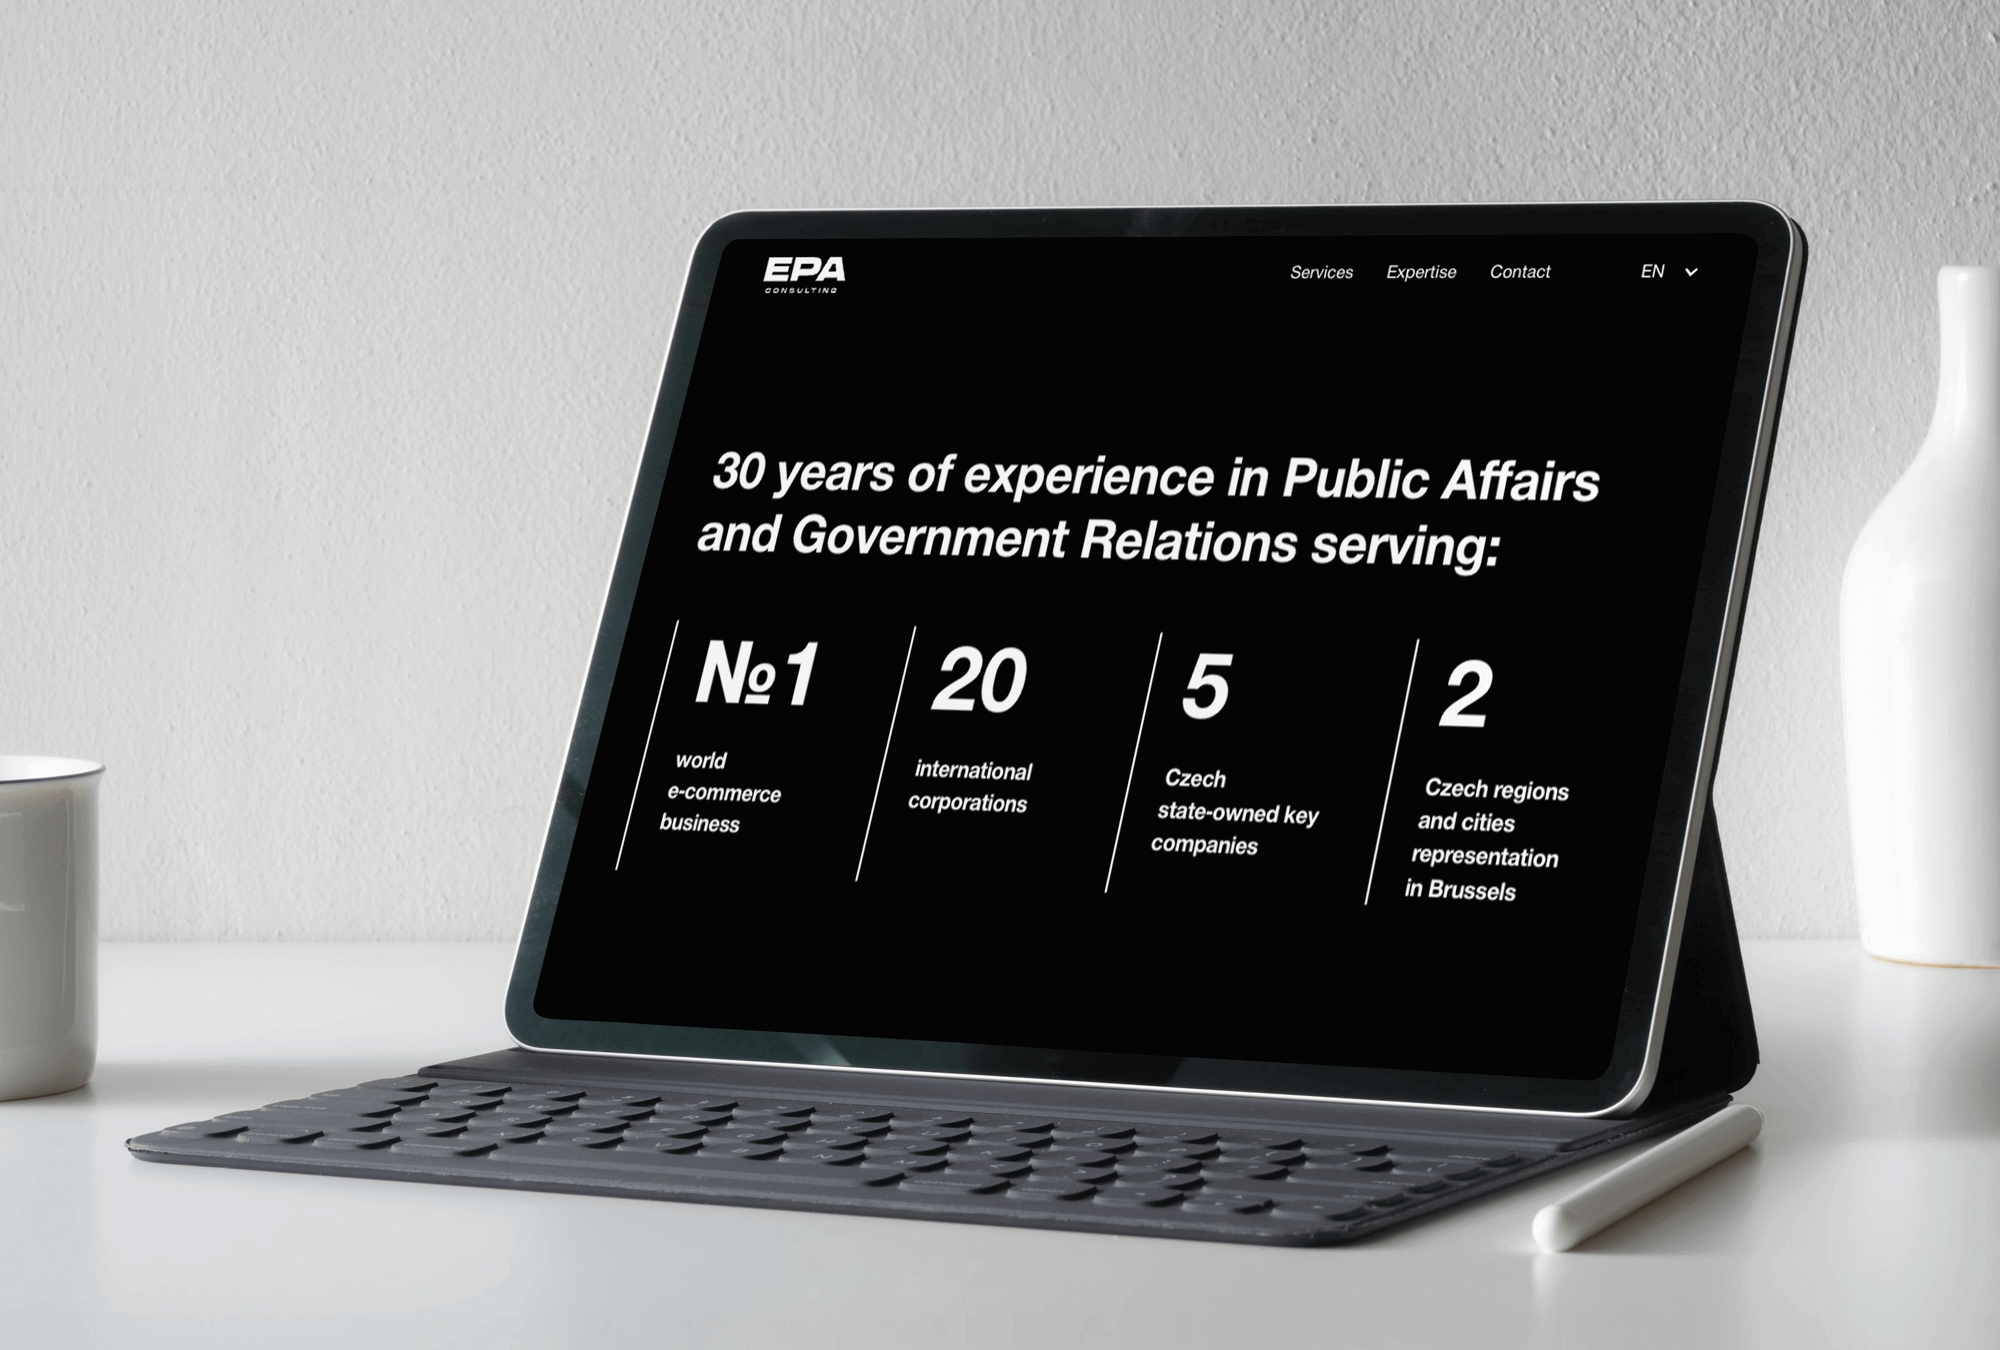 EPA
CONSULTING
Services Expertise Contact EN
30 years of experience in Public Affairs
and Government Relations serving:
№1
world
e-commerce
business
20
international
corporations
5
Czech
state-owned key
companies
2
Czech regions
and cities
representation
in Brussels